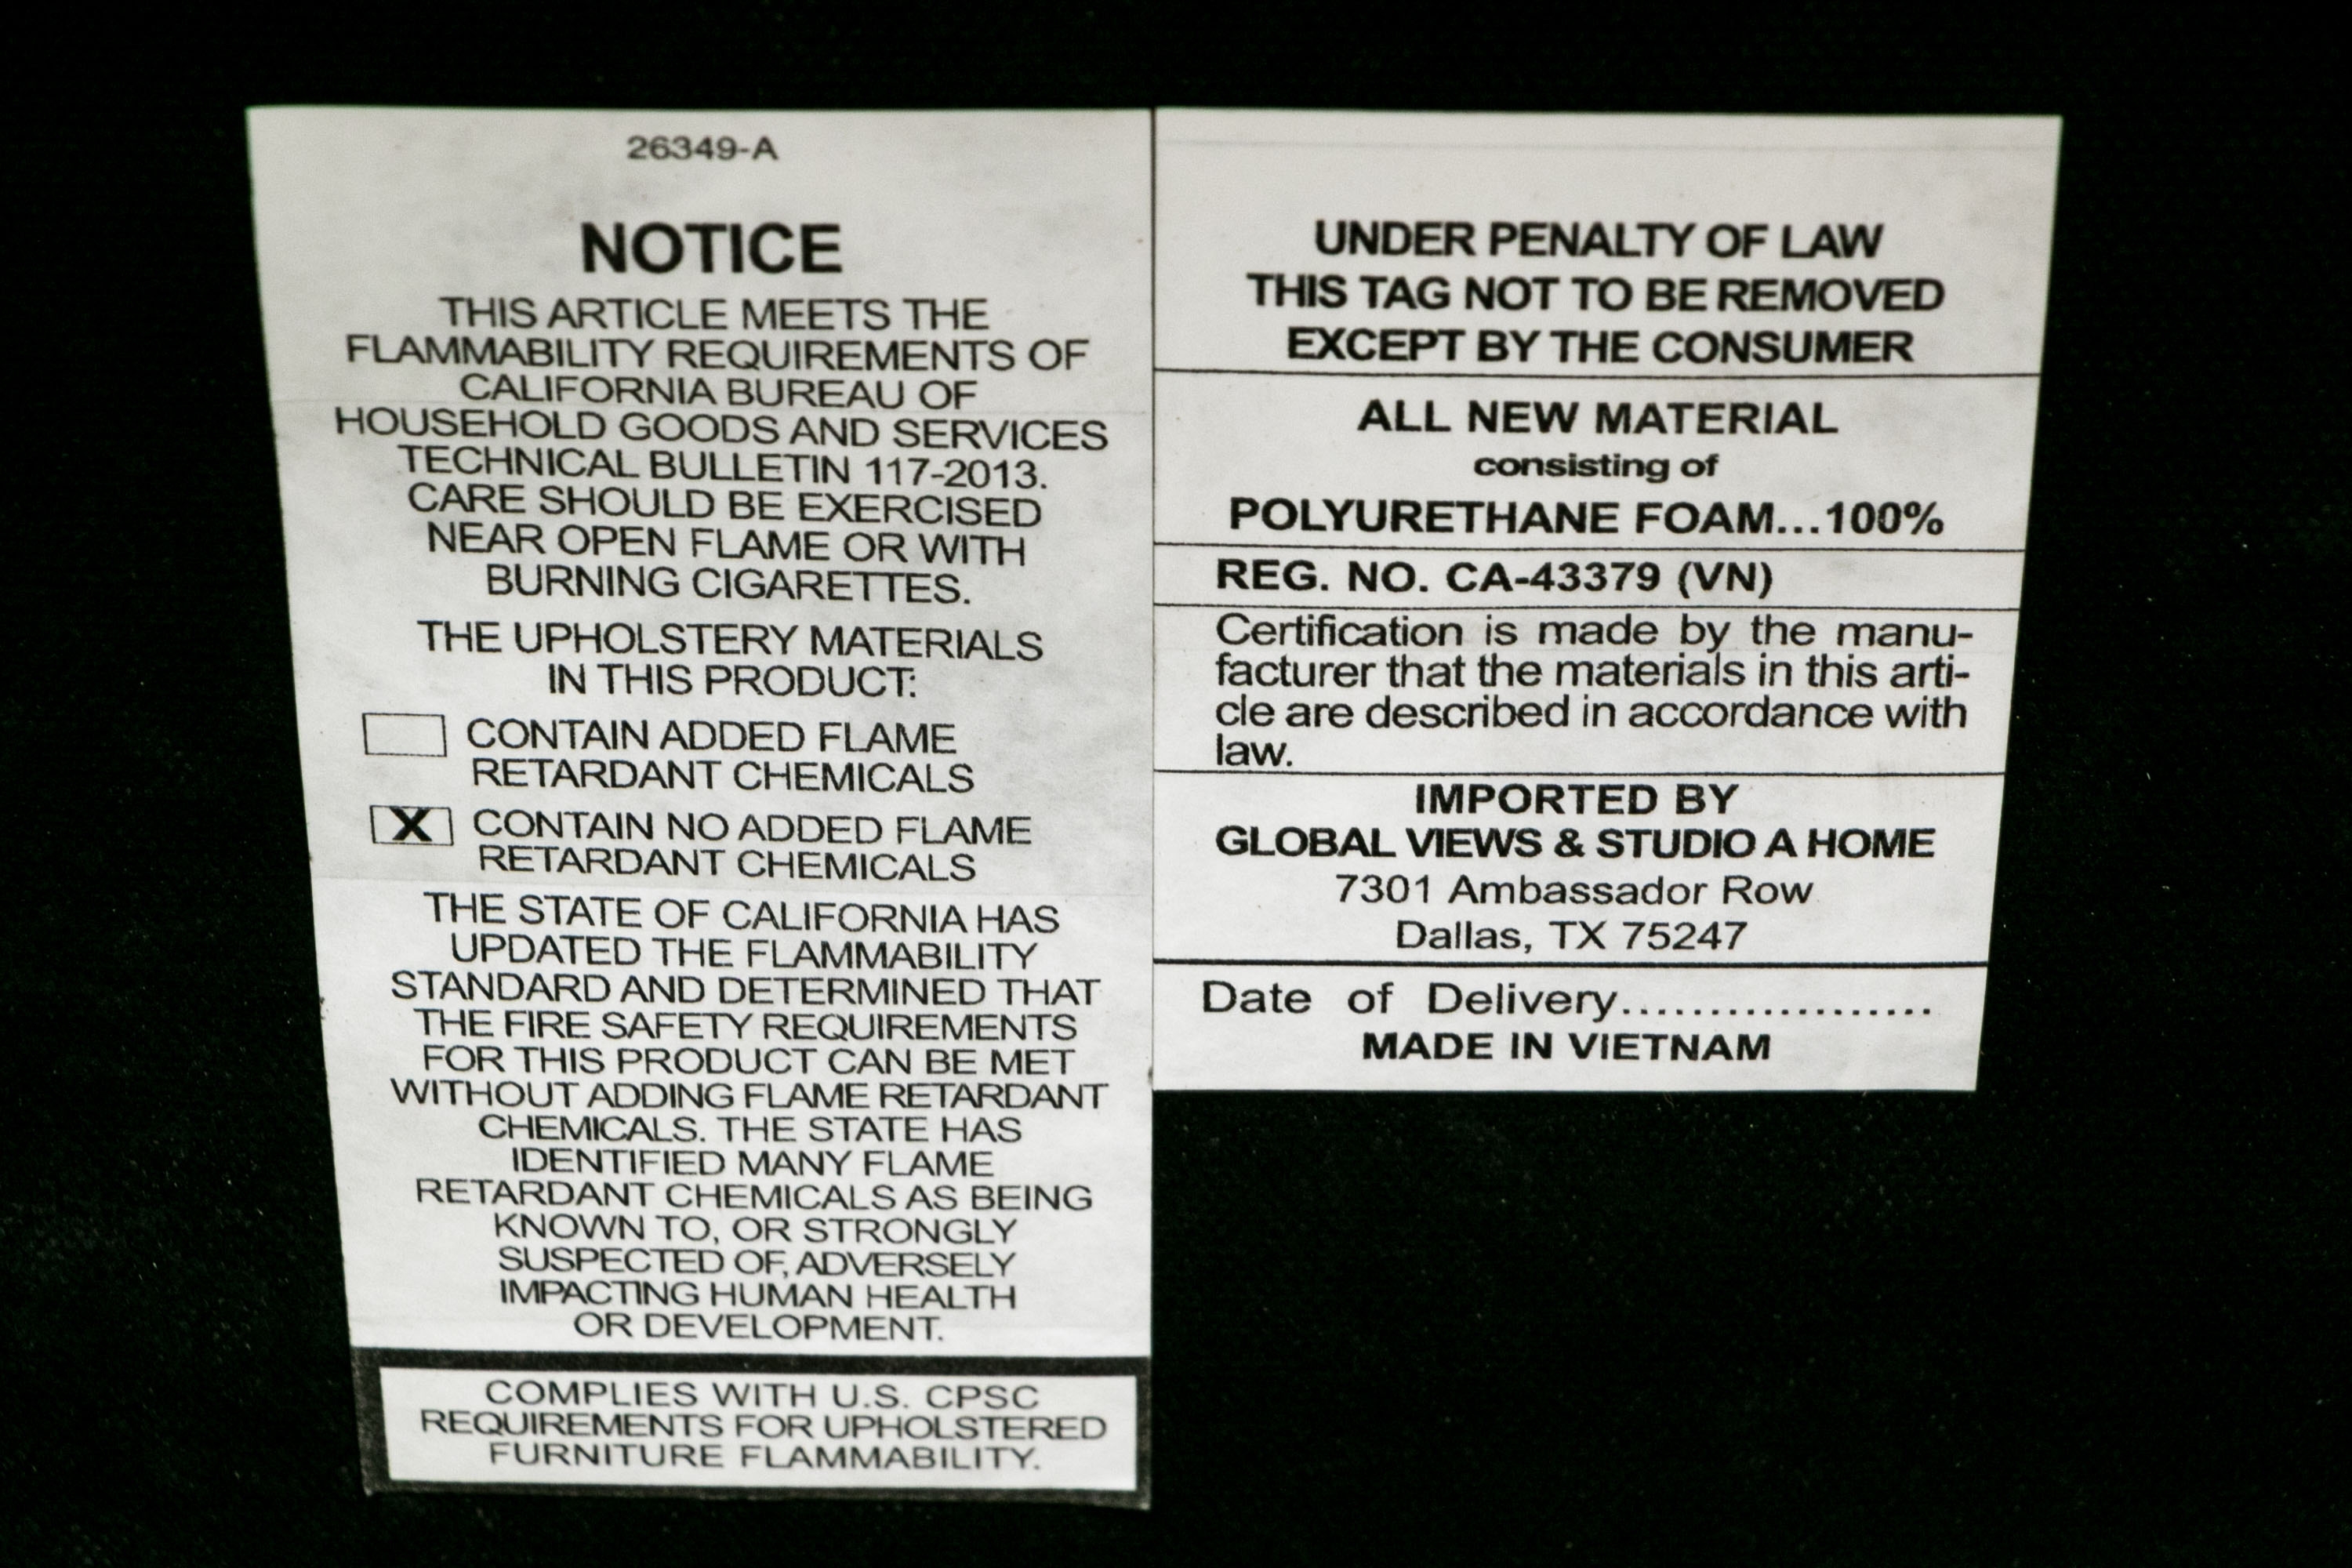 26349-A
NOTICE
THIS ARTICLE MEETS THE
FLAMMABILITY REQUIREMENTS OF
CALIFORNIA BUREAU OF
HOUSEHOLD GOODS AND SERVICES
TECHNICAL BULLETIN 117-2013.
CARE SHOULD BE EXERCISED
NEAR OPEN FLAME OR WITH
BURNING CIGARETTES.
THE UPHOLSTERY MATERIALS
IN THIS PRODUCT:
CONTAIN ADDED FLAME
RETARDANT CHEMICALS
X CONTAIN NO ADDED FLAME
RETARDANT CHEMICALS
THE STATE OF CALIFORNIA HAS
UPDATED THE FLAMMABILITY
STANDARD AND DETERMINED THAT
THE FIRE SAFETY REQUIREMENTS
FOR THIS PRODUCT CAN BE MET
WITHOUT ADDING FLAME RETARDANT
CHEMICALS. THE STATE HAS
IDENTIFIED MANY FLAME
RETARDANT CHEMICALS AS BEING
KNOWN TO, OR STRONGLY
SUSPECTED OF, ADVERSELY
IMPACTING HUMAN HEALTH
OR DEVELOPMENT.
COMPLIES WITH U.S. CPSC
REQUIREMENTS FOR UPHOLSTERED
FURNITURE FLAMMABILITY.
UNDER PENALTY OF LAW
THIS TAG NOT TO BE REMOVED
EXCEPT BY THE CONSUMER
ALL NEW MATERIAL
consisting of
POLYURETHANE FOAM...100%
REG. NO. CA-43379 (VN)
Certification is made by the manu-
facturer that the materials in this arti-
cle are described in accordance with
law.
IMPORTED BY
GLOBAL VIEWS & STUDIO A HOME
7301 Ambassador Row
Dallas, TX 75247
Date of Delivery..................
MADE IN VIETNAM